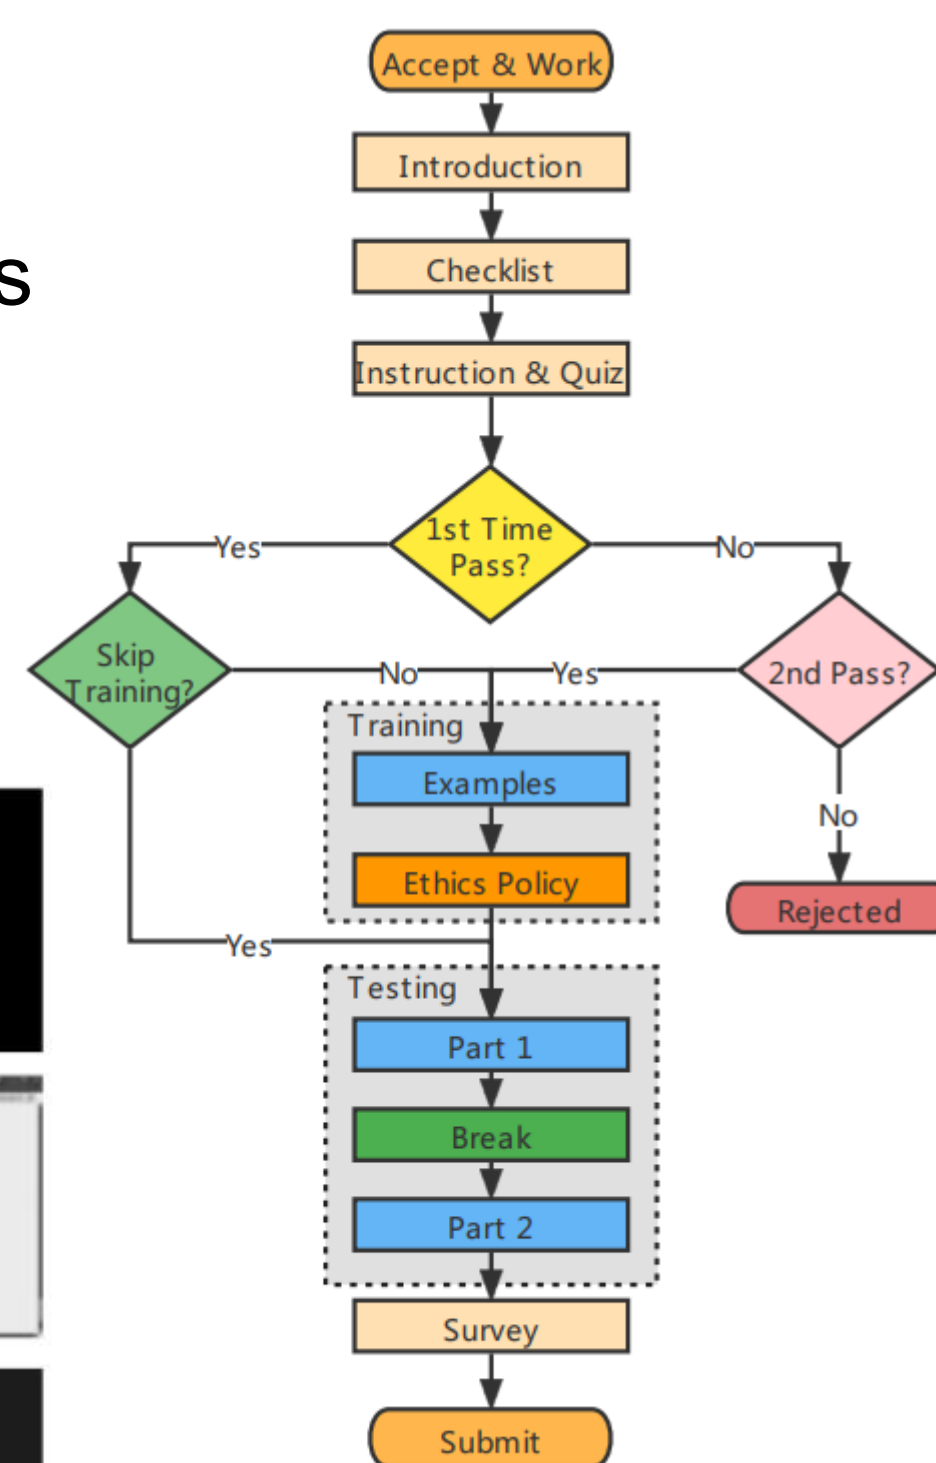 Accept & Work
Introduction
s
Checklist
Instruction & Quiz
1st Time
Pass?
Yes
No
Skip
Training?
No
Yes
2nd Pass?
Training
Examples
No
Ethics Policy
Rejected
Yes
Testing
Part 1
Break
Part 2
Survey
Submit